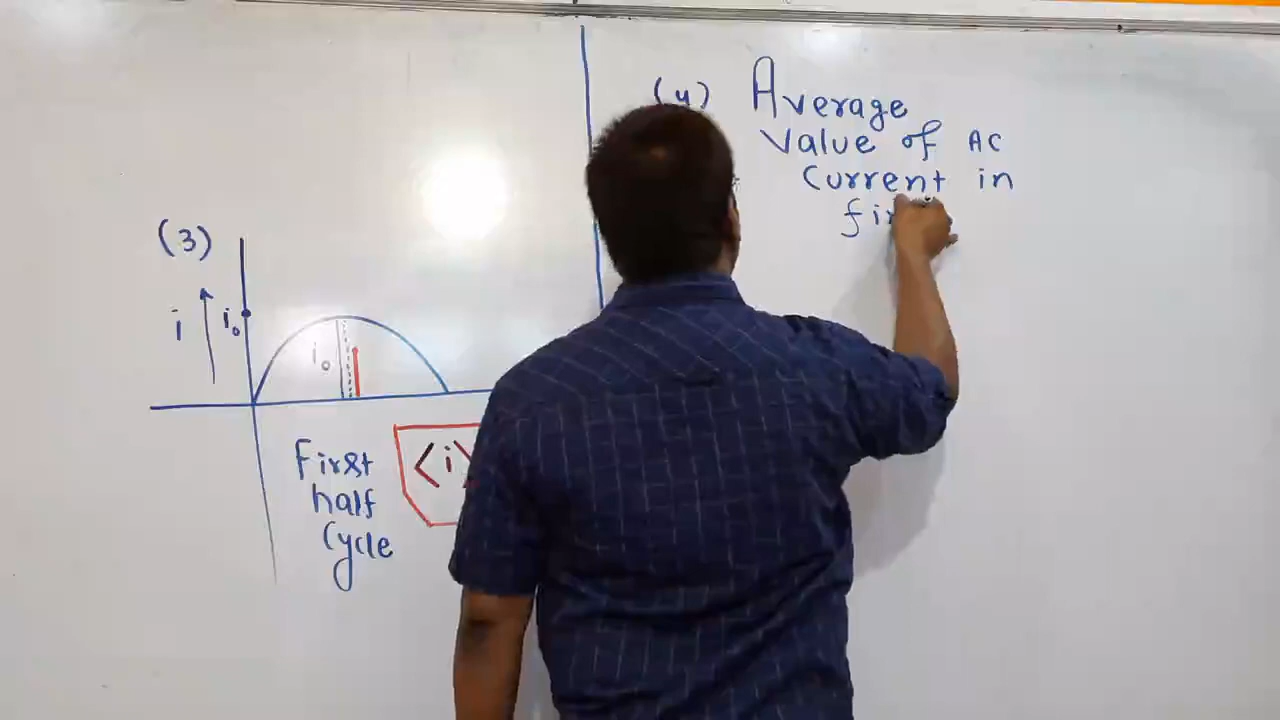 (3)
i i₀
i₀
First
half
Cycle
<i>
(4) Average
Value of AC
Current in